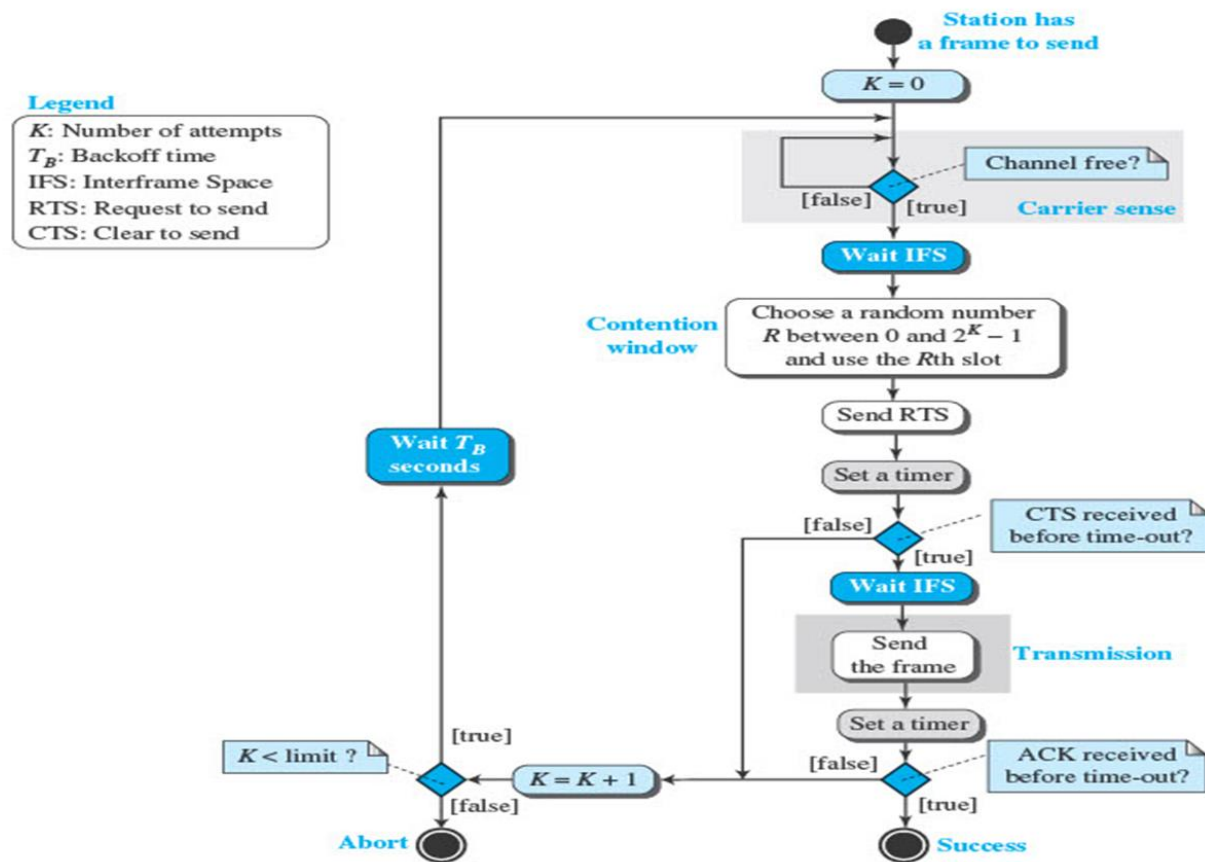 Station has
a frame to send
K = 0
Legend
K: Number of attempts
T_B: Backoff time
IFS: Interframe Space
RTS: Request to send
CTS: Clear to send
Channel free?
[false]
[true]
Carrier sense
Wait IFS
Contention
window
Choose a random number
R between 0 and 2^K – 1
and use the Rth slot
Send RTS
Wait T_B
seconds
Set a timer
[false]
CTS received
before time-out?
[true]
Wait IFS
Send
the frame
Transmission
Set a timer
[true]
K < limit ?
[false]
K = K + 1
[false]
ACK received
before time-out?
[true]
Abort
Success